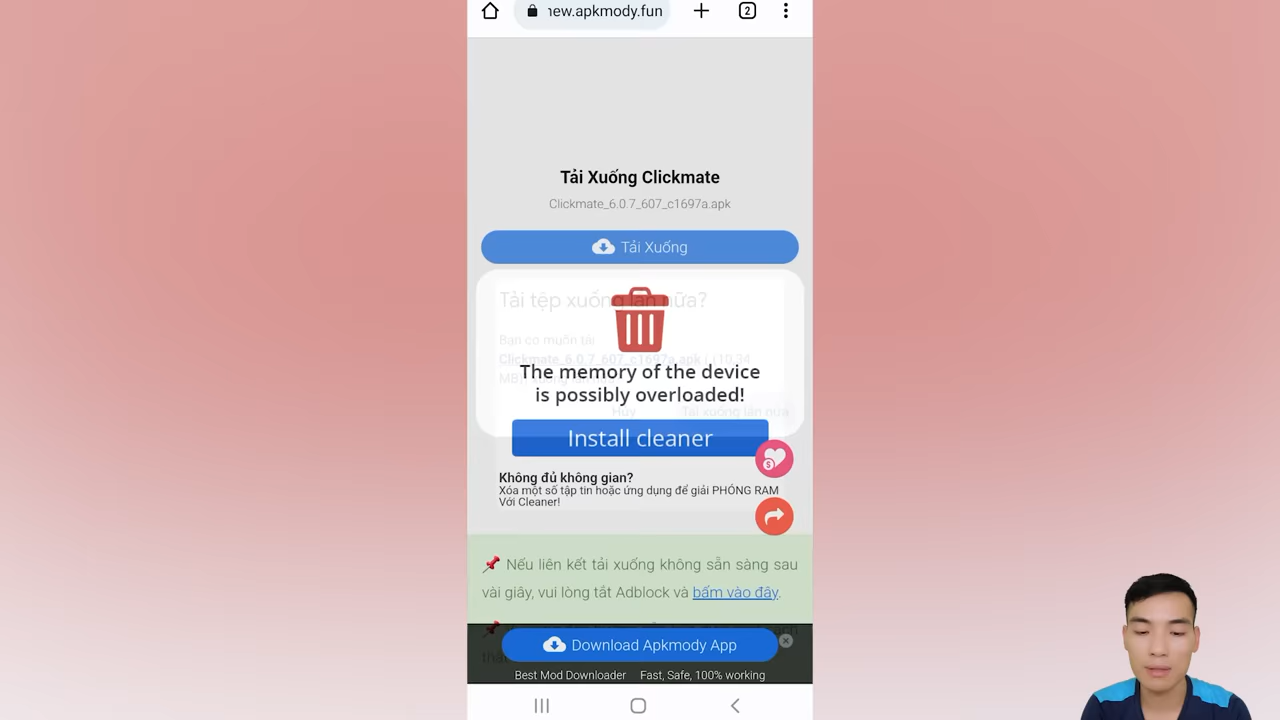 new.apkmody.fun
2
Tải Xuống Clickmate
Clickmate_6.0.7_607_c1697a.apk
Tải Xuống
Tải tệp xuống lần nữa?
Bạn có muốn tải
Clickmate_6.0.7_607_c1697a.apk (10,34
MB)
The memory of the device
is possibly overloaded!
Hủy Tải xuống lần nữa
Install cleaner
Không đủ không gian?
Xóa một số tập tin hoặc ứng dụng để giải PHÓNG RAM
Với Cleaner!
📌 Nếu liên kết tải xuống không sẵn sàng sau
vài giây, vui lòng tắt Adblock và bấm vào đây.
Download Apkmody App
Best Mod Downloader Fast, Safe, 100% working